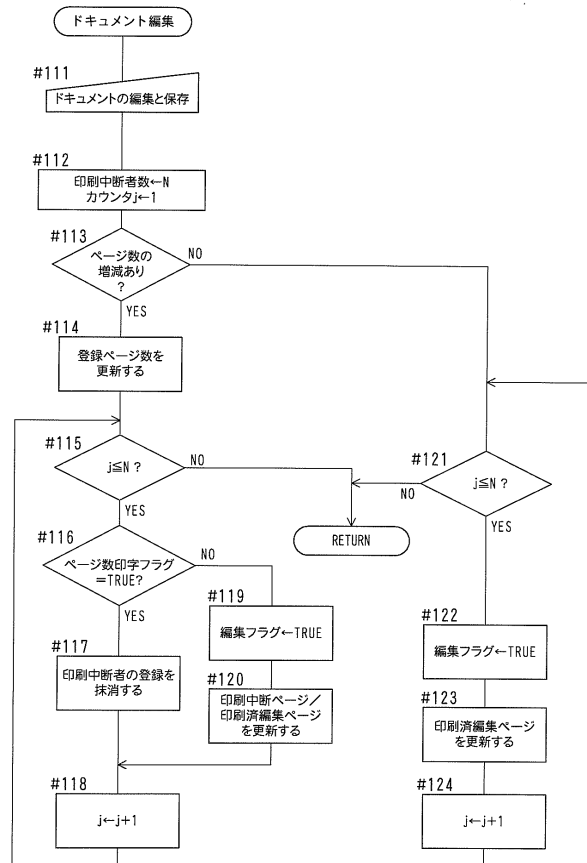 ドキュメント編集
#111
ドキュメントの編集と保存
#112
印刷中断者数←N
カウンタj←1
#113
ページ数の
増減あり
?
NO
YES
#114
登録ページ数を
更新する
#115
j≦N?
NO
YES
#121
j≦N?
NO
YES
RETURN
#116
ページ数印字フラグ
=TRUE?
NO
YES
#119
編集フラグ←TRUE
#117
印刷中断者の登録を
抹消する
#120
印刷中断ページ/
印刷済編集ページ
を更新する
#122
編集フラグ←TRUE
#123
印刷済編集ページ
を更新する
#118
j←j+1
#124
j←j+1